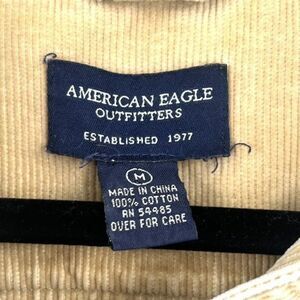 AMERICAN EAGLE
OUTFITTERS
ESTABLISHED 1977
M
MADE IN CHINA
100% COTTON
RN 54485
OVER FOR CARE